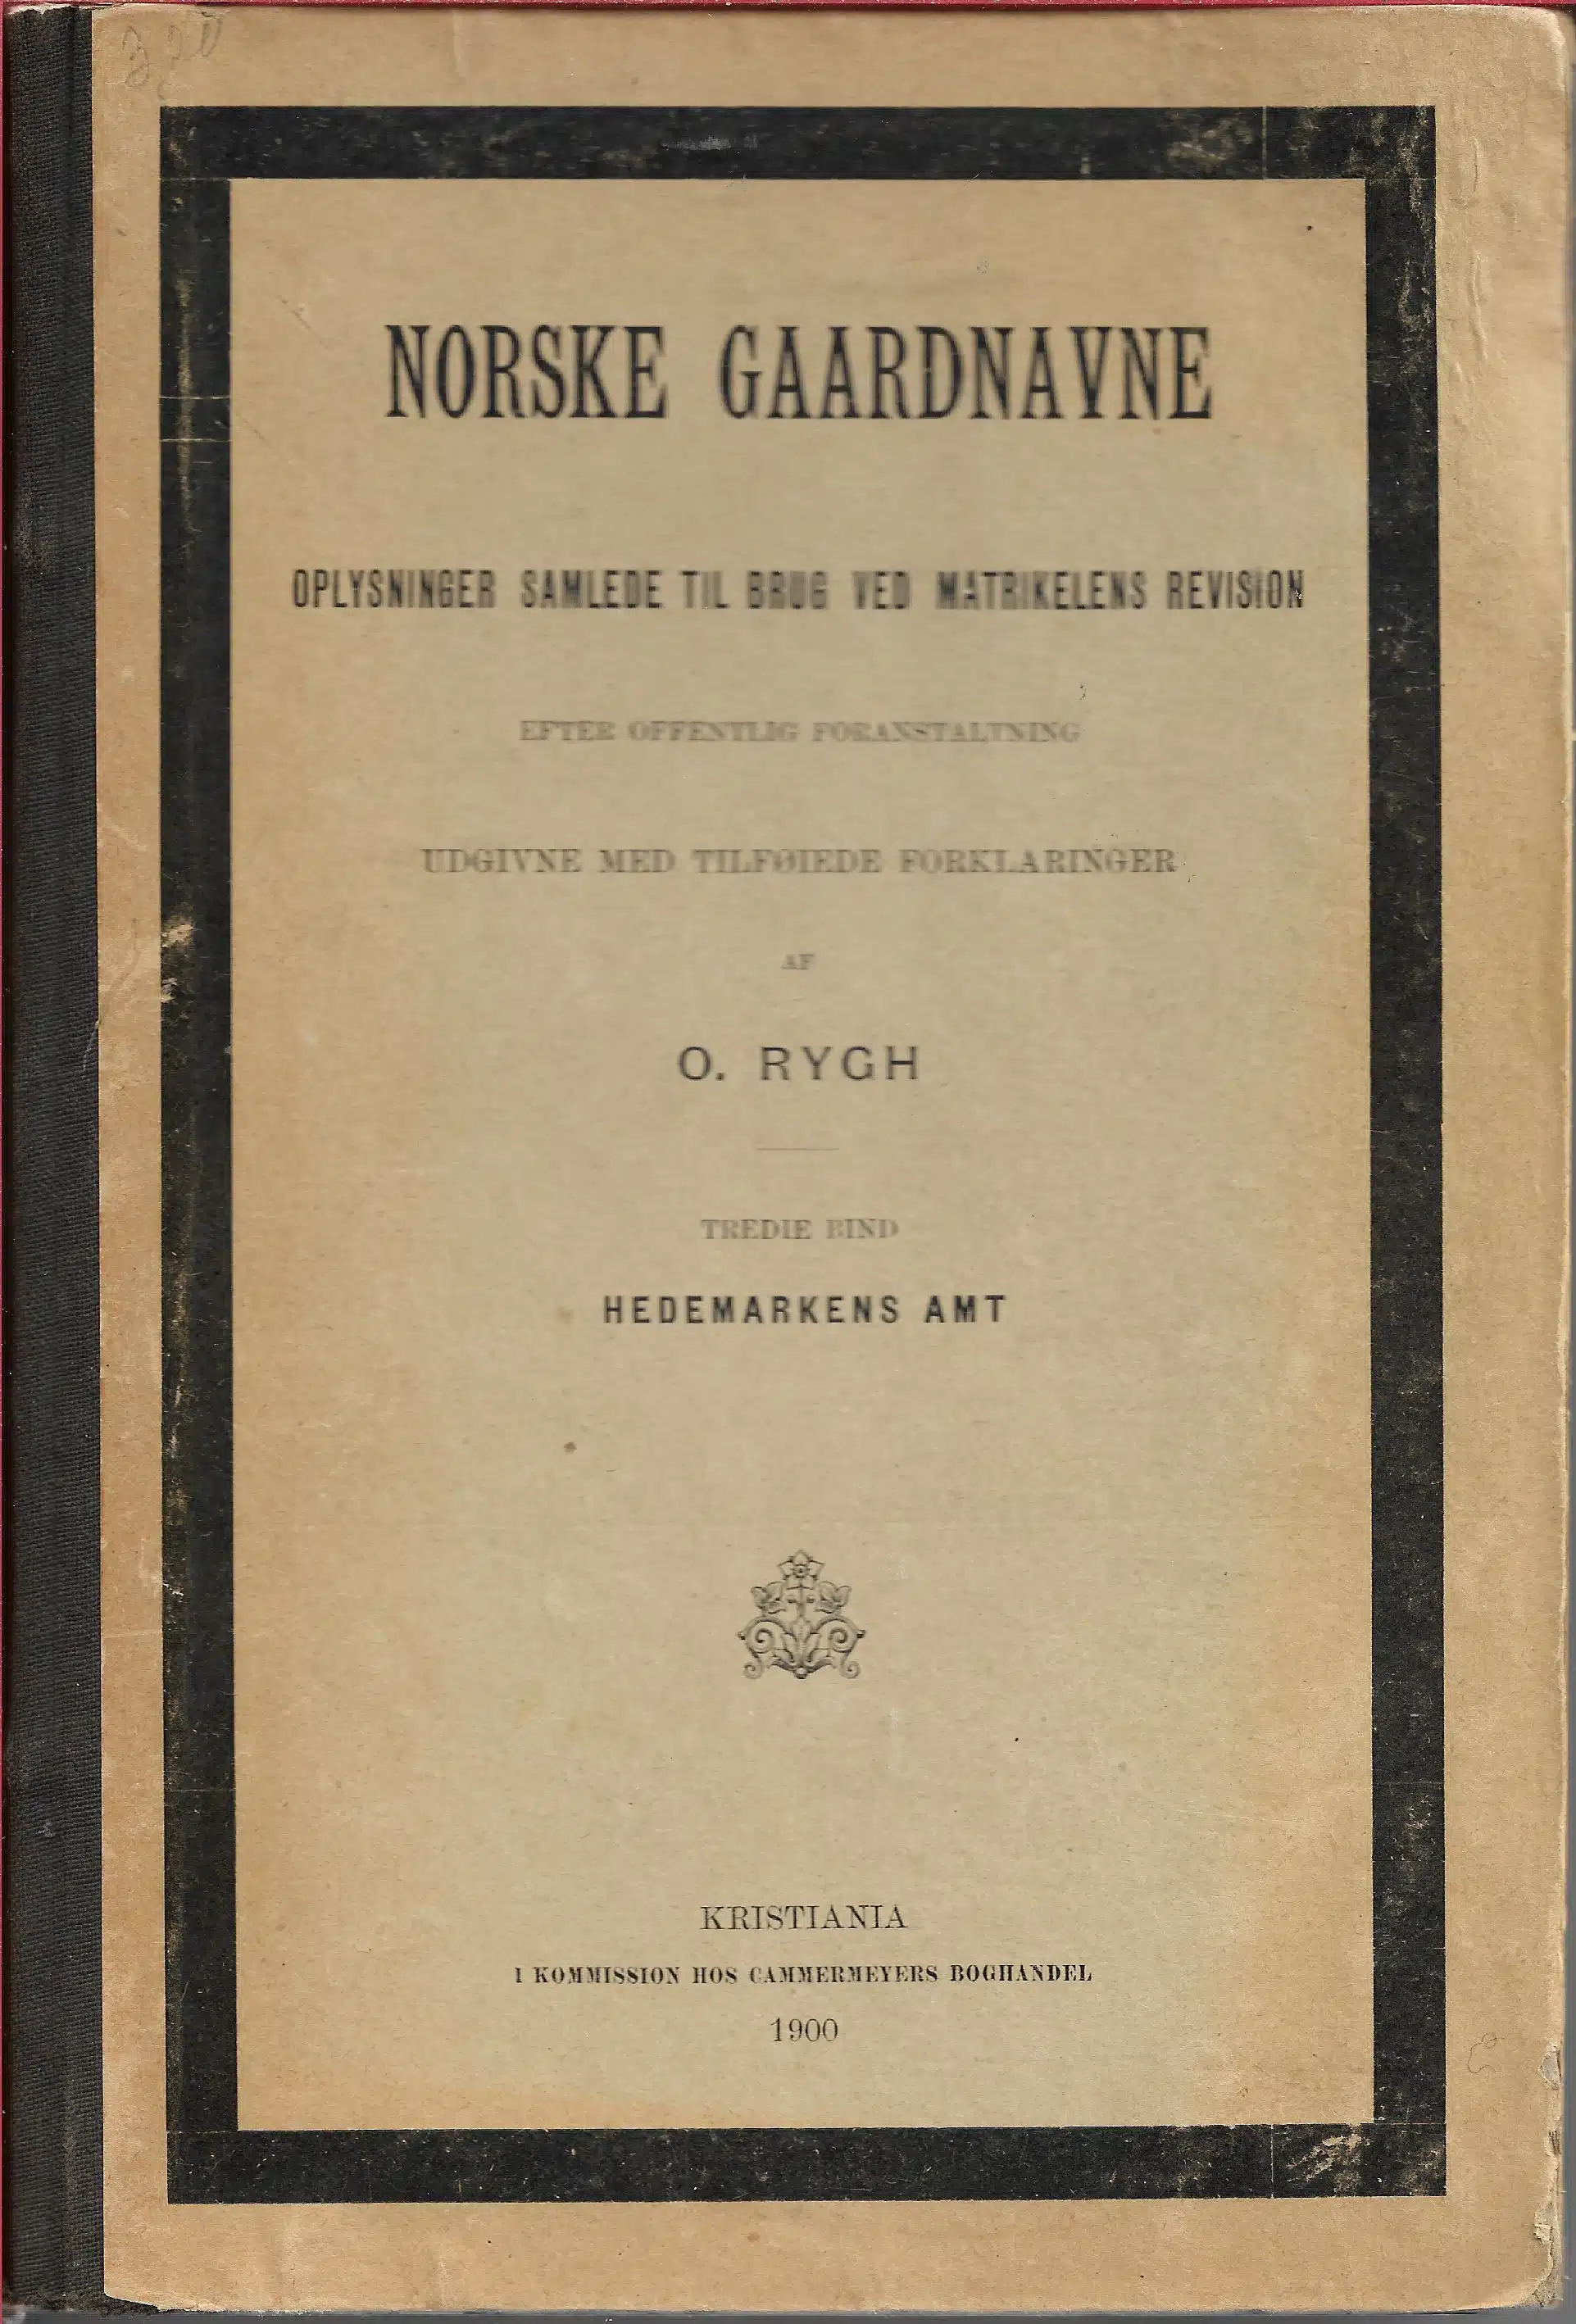 NORSKE GAARDNAVNE
OPLYSNINGER SAMLEDE TIL BRUG VED MATRIKELENS REVISION
EFTER OFFENTLIG FORANSTALTNING
UDGIVNE MED TILFØIEDE FORKLARINGER
AF
O. RYGH
TREDIE BIND
HEDEMARKENS AMT
KRISTIANIA
I KOMMISSION HOS CAMMERMEYERS BOGHANDEL
1900